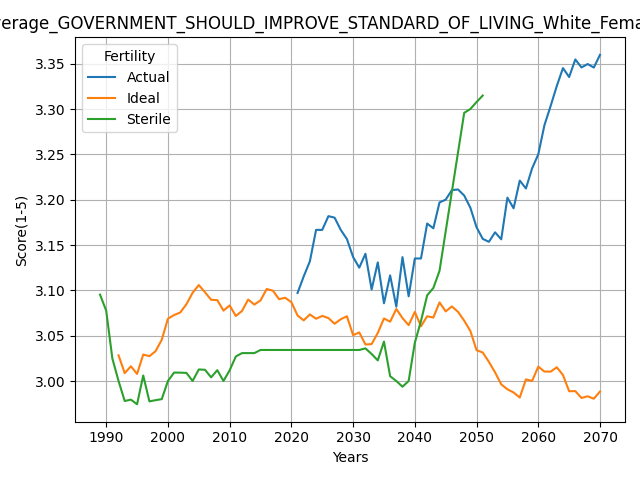 verage_GOVERNMENT_SHOULD_IMPROVE_STANDARD_OF_LIVING_White_Fema
Fertility
Actual
Ideal
Sterile
3.35
3.30
3.25
3.20
3.15
3.10
3.05
3.00
Score(1-5)
1990 2000 2010 2020 2030 2040 2050 2060 2070
Years